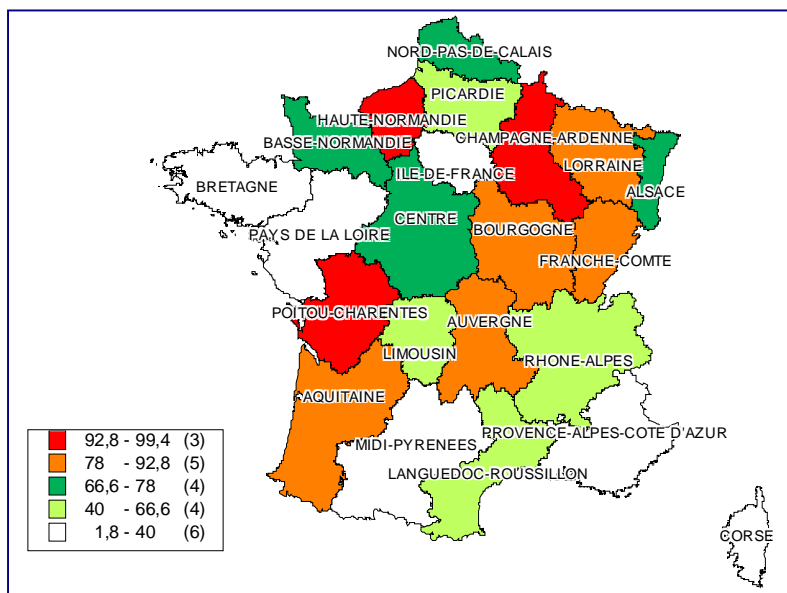 NORD-PAS-DE-CALAIS
PICARDIE
HAUTE-NORMANDIE
BASSE-NORMANDIE
CHAMPAGNE-ARDENNE
LORRAINE
ILE-DE-FRANCE
ALSACE
BRETAGNE
CENTRE
PAYS DE LA LOIRE
BOURGOGNE
FRANCHE-COMTE
POITOU-CHARENTES
AUVERGNE
LIMOUSIN
RHONE-ALPES
AQUITAINE
PROVENCE-ALPES-COTE D'AZUR
MIDI-PYRENEES
LANGUEDOC-ROUSSILLON
CORSE
92,8 - 99,4 (3)
78 - 92,8 (5)
66,6 - 78 (4)
40 - 66,6 (4)
1,8 - 40 (6)